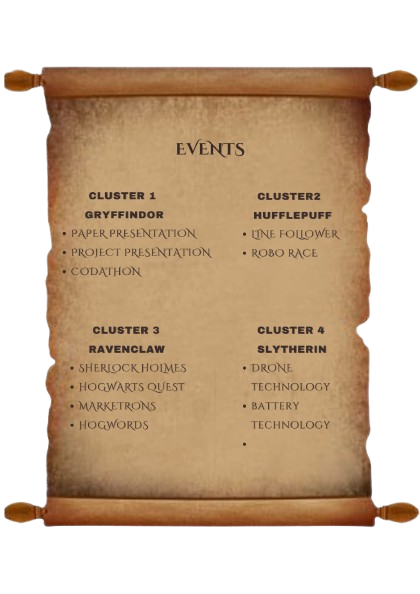 EVENTS
CLUSTER 1
GRYFFINDOR
• PAPER PRESENTATION
• PROJECT PRESENTATION
• CODATHON
CLUSTER2
HUFFLEPUFF
• LINE FOLLOWER
• ROBO RACE
CLUSTER 3
RAVENCLAW
• SHERLOCK HOLMES
• HOGWARTS QUEST
• MARKETRONS
• HOGWORDS
CLUSTER 4
SLYTHERIN
• DRONE
TECHNOLOGY
• BATTERY
TECHNOLOGY
•